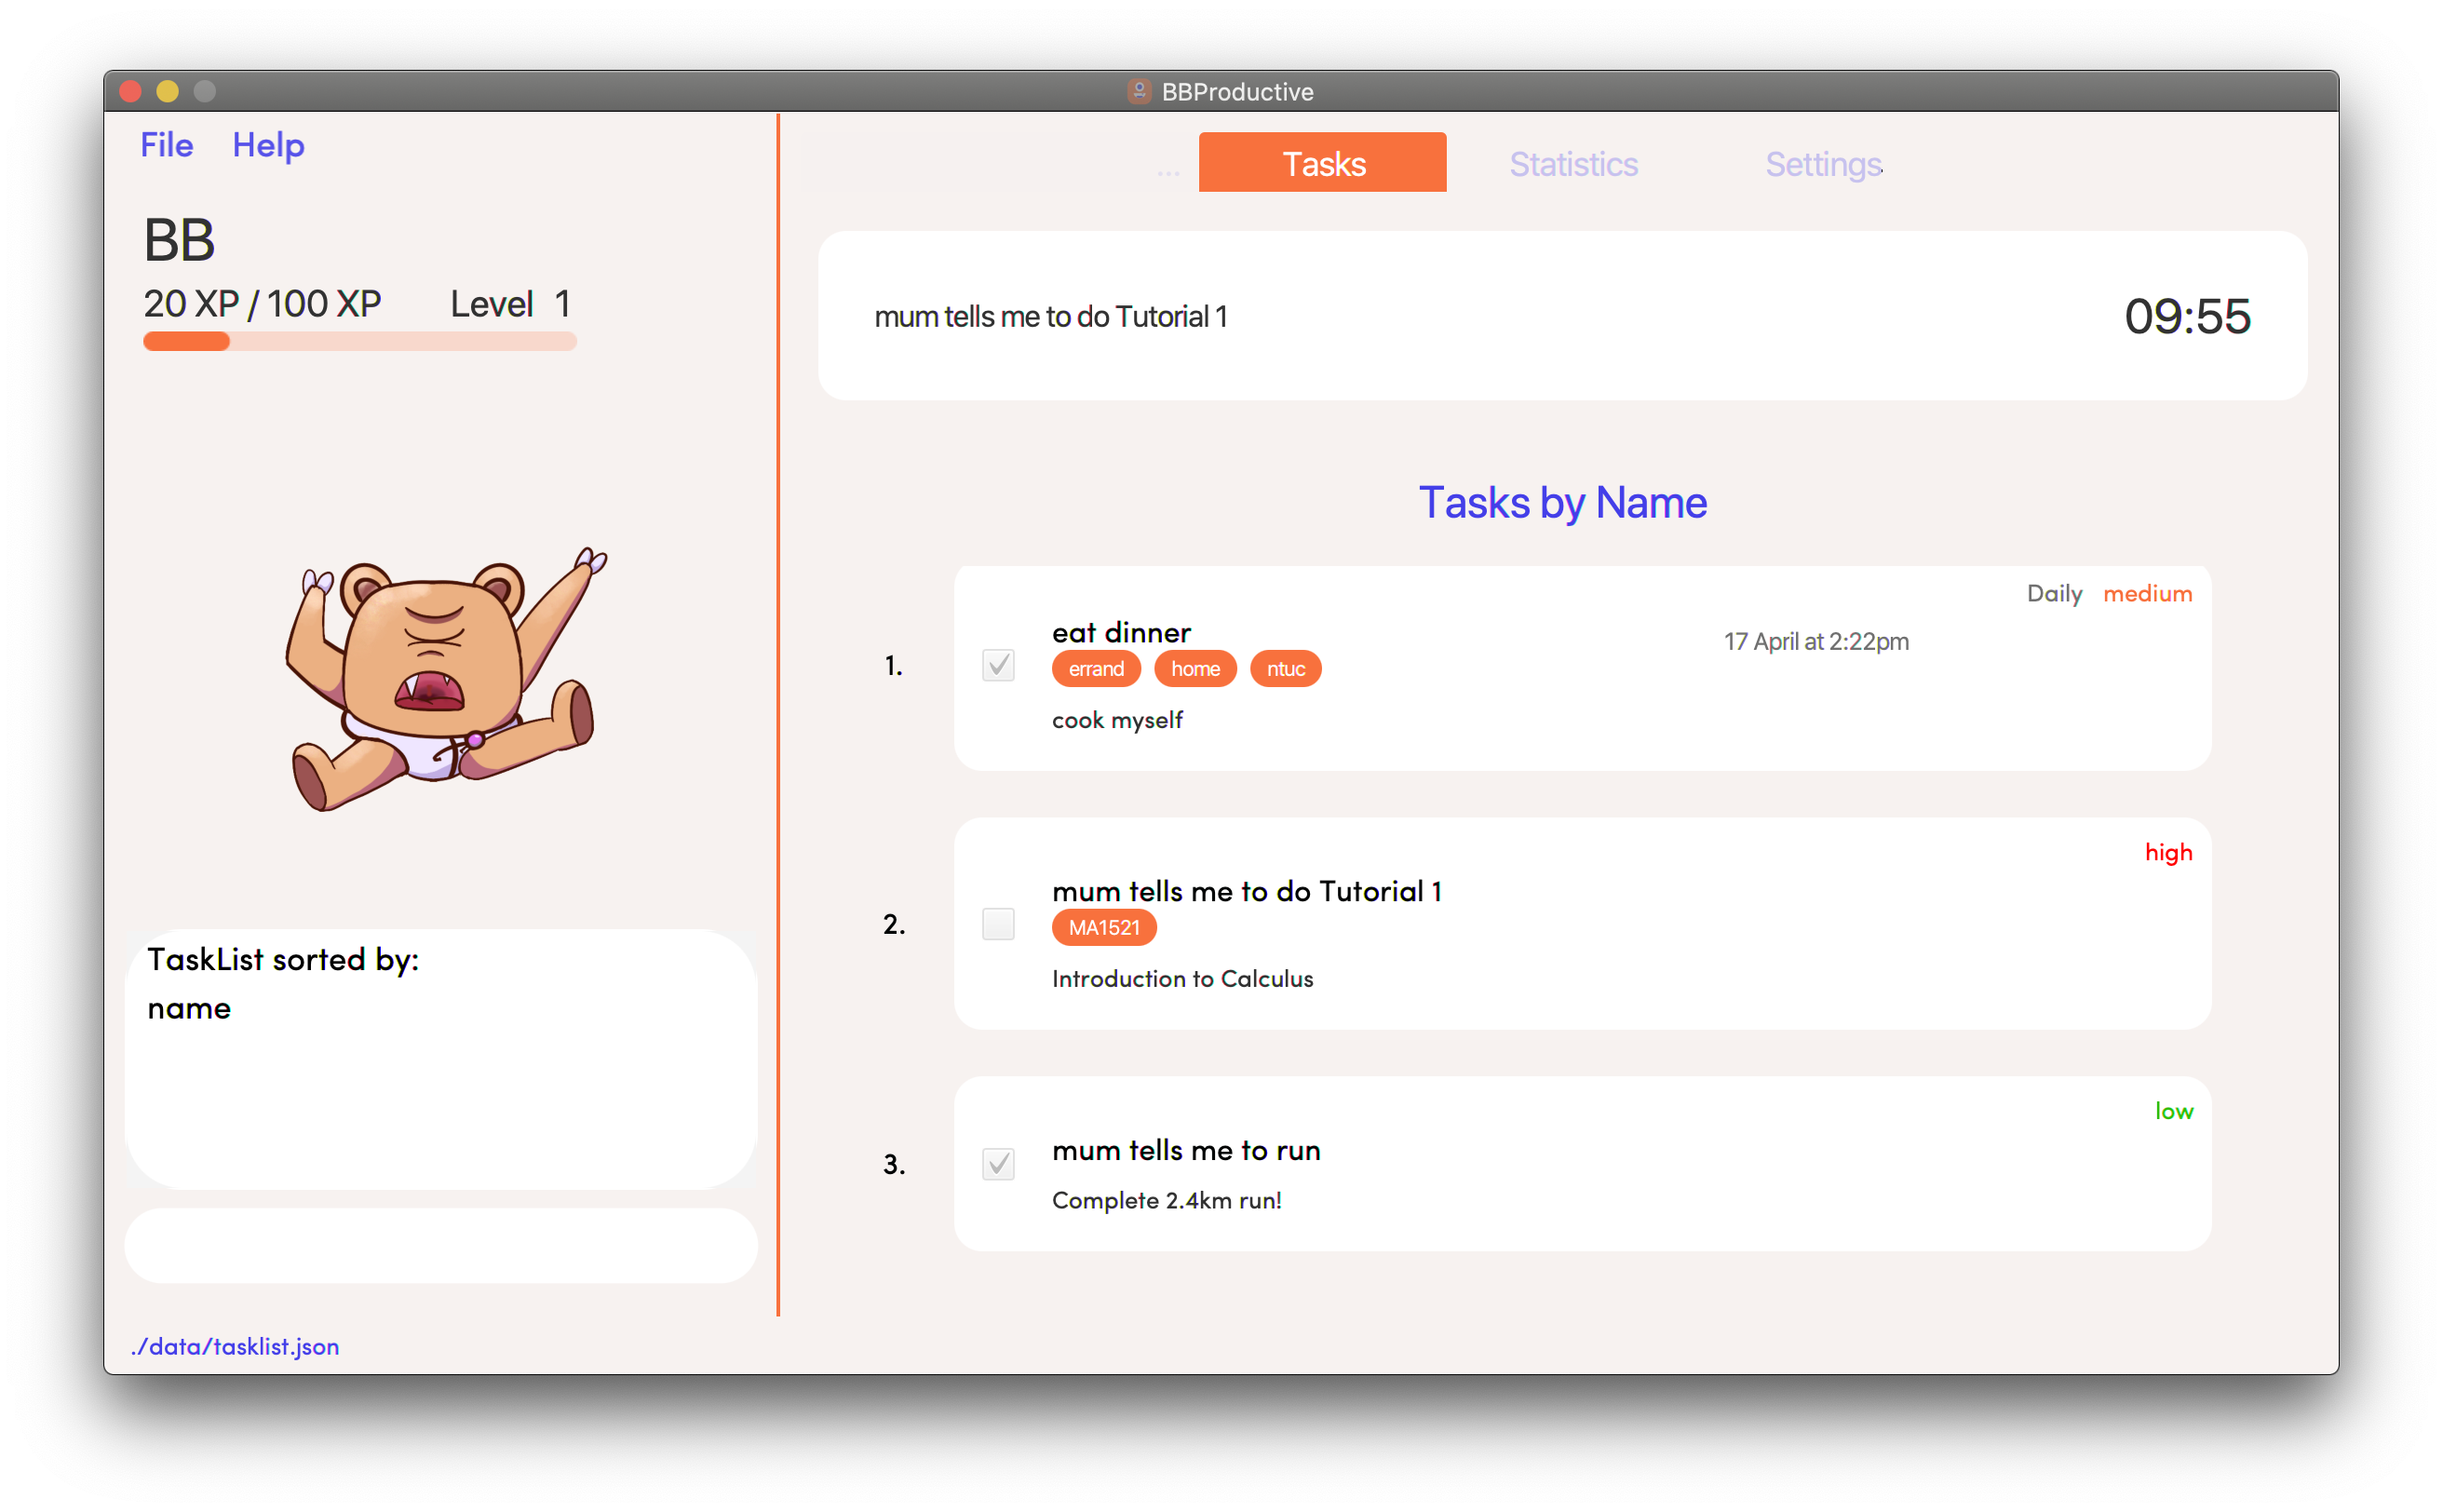 BBProductive
File Help
BB
20 XP / 100 XP Level 1
TaskList sorted by:
name
./data/tasklist.json
... Tasks Statistics Settings
mum tells me to do Tutorial 1 09:55
Tasks by Name
Daily medium
1. eat dinner 17 April at 2:22pm
errand home ntuc
cook myself
high
2. mum tells me to do Tutorial 1
MA1521
Introduction to Calculus
low
3. mum tells me to run
Complete 2.4km run!